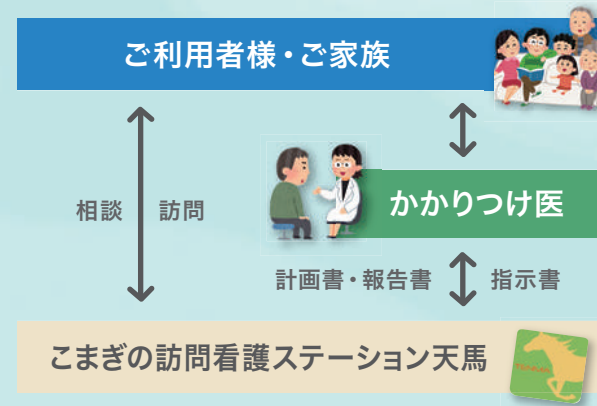 ご利用者様・ご家族
かかりつけ医
相談 訪問
計画書・報告書 指示書
こまぎの訪問看護ステーション天馬